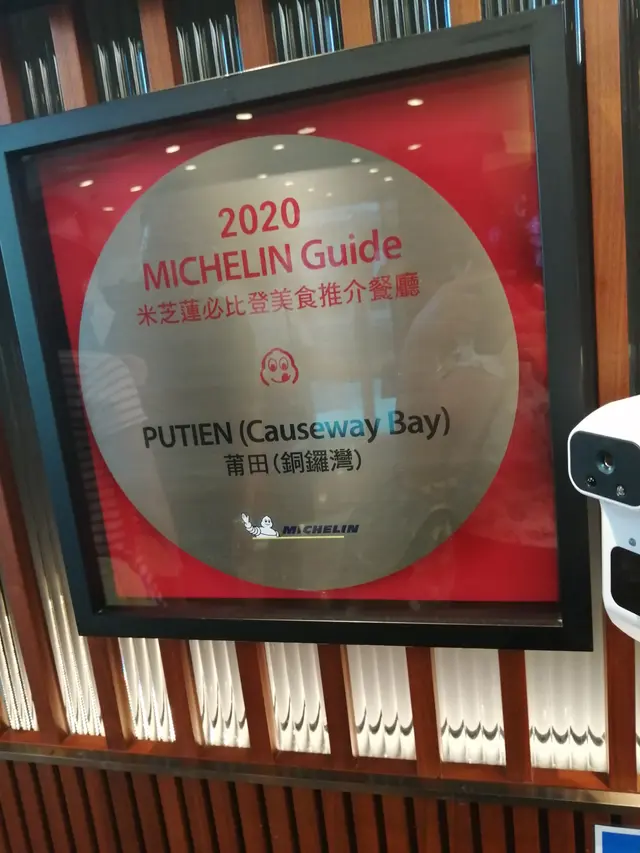 2020
MICHELIN Guide
米芝蓮必比登美食推介餐廳
PUTIEN (Causeway Bay)
莆田(銅鑼灣)
MICHELIN